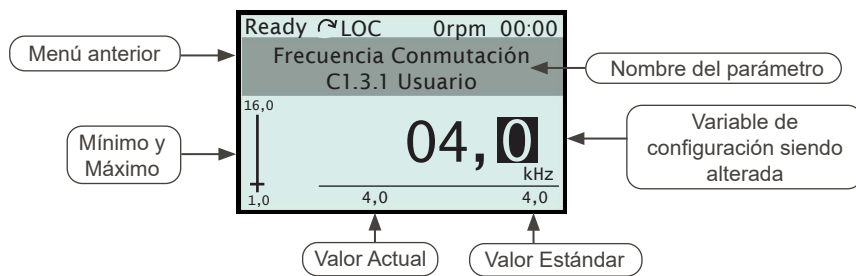 Ready LOC 0rpm 00:00
Menú anterior
Frecuencia Conmutación
C1.3.1 Usuario
Nombre del parámetro
16,0
Mínimo y
Máximo
04,0
kHz
Variable de
configuración siendo
alterada
1,0
4,0
4,0
Valor Actual
Valor Estándar